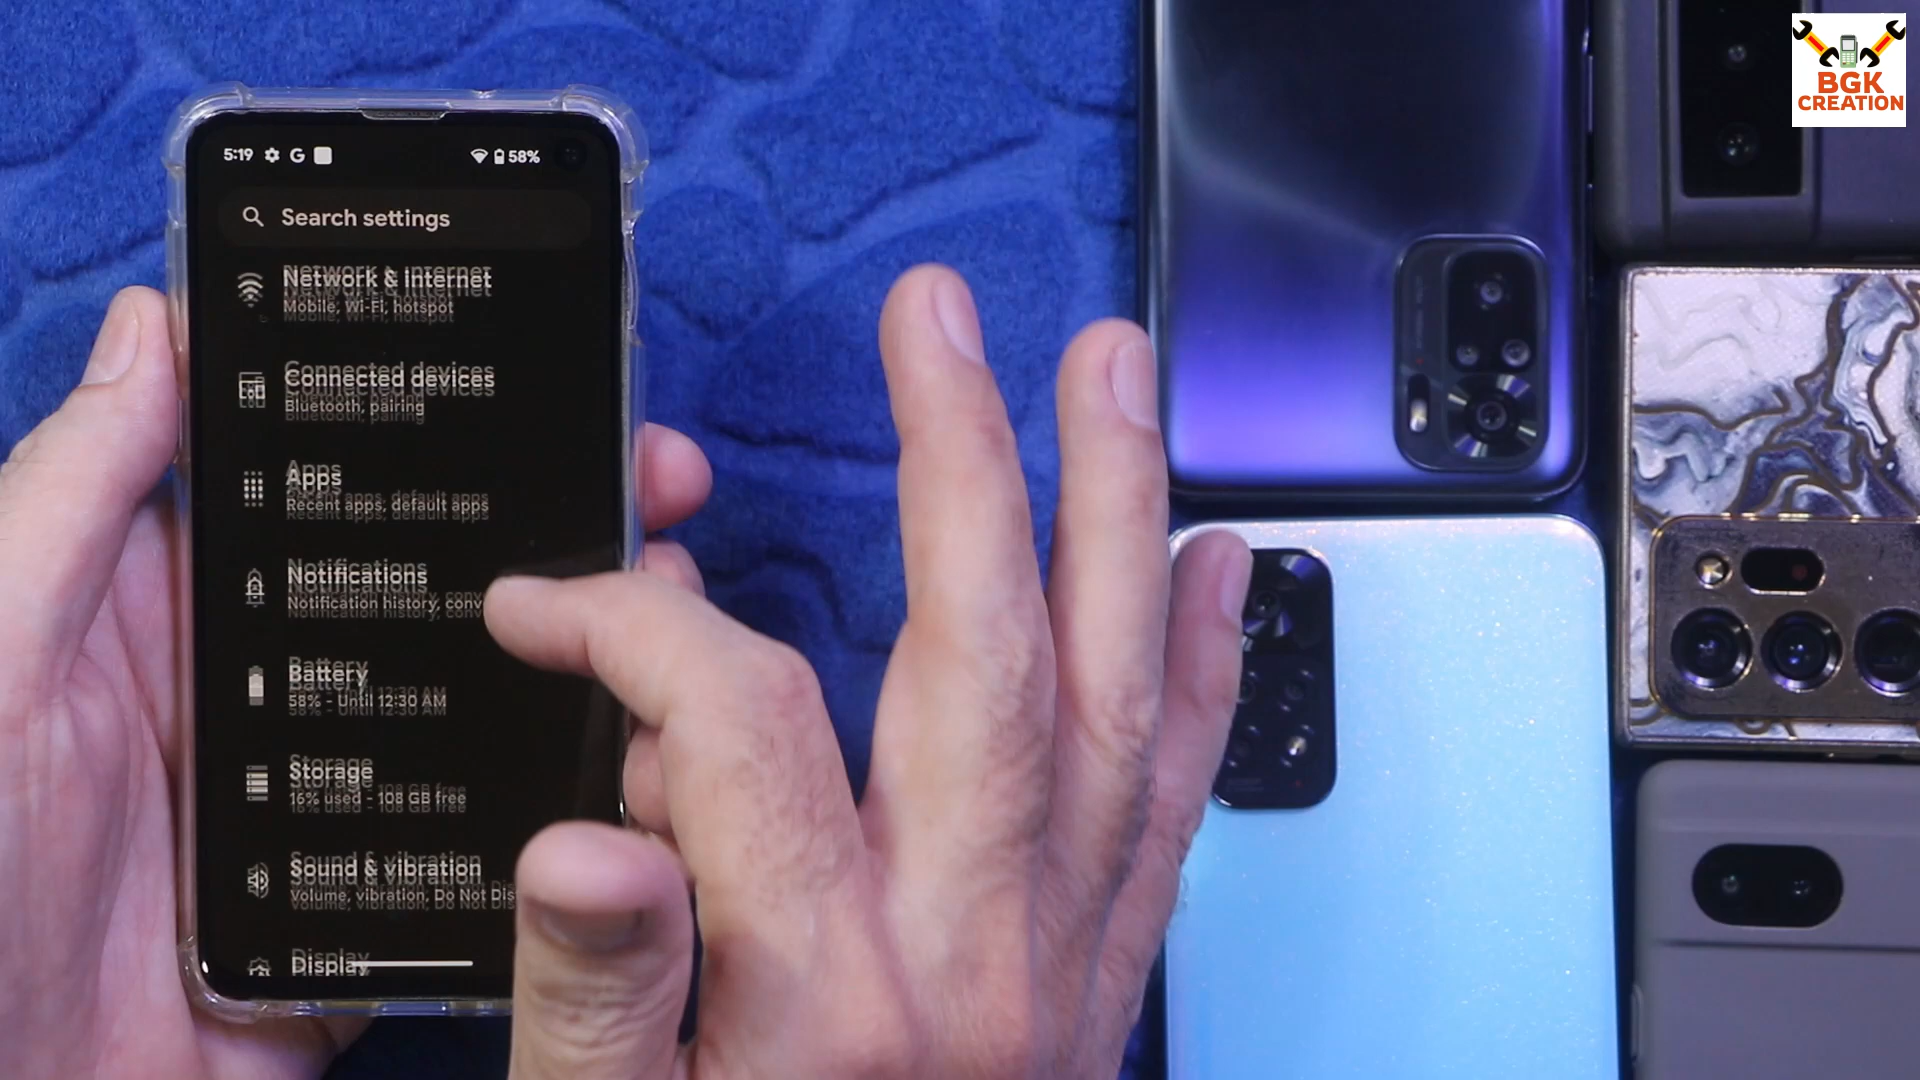 BGK
CREATION
5:19 G 58%
Search settings
Network & internet
Mobile, Wi-Fi, hotspot
Connected devices
Bluetooth, pairing
Apps
Recent apps, default apps
Notifications
Notification history, conv
Battery
58% - Until 12:30 AM
Storage
16% used - 108 GB free
Sound & vibration
Volume, vibration, Do Not Dis
Display